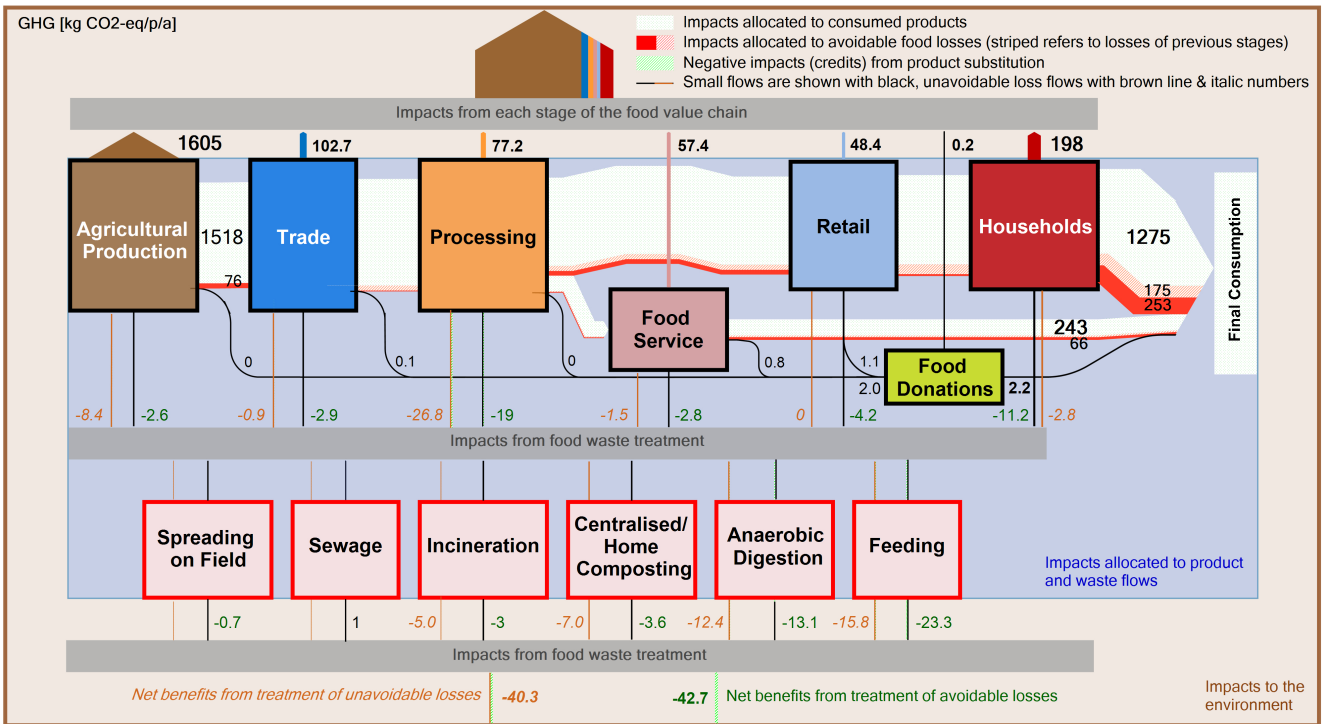 GHG [kg CO2-eq/p/a]
Impacts allocated to consumed products
Impacts allocated to avoidable food losses (striped refers to losses of previous stages)
Negative impacts (credits) from product substitution
Small flows are shown with black, unavoidable loss flows with brown line & italic numbers
Impacts from each stage of the food value chain
1605
102.7
77.2
57.4
48.4
0.2
198
Agricultural
Production
1518
76
Trade
Processing
Food
Service
Retail
Households
1275
175
253
243
66
Final Consumption
0
0.1
0
0.8
1.1
2.0
Food
Donations
2.2
-8.4
-2.6
-0.9
-2.9
-26.8
-19
-1.5
-2.8
0
-4.2
-11.2
-2.8
Impacts from food waste treatment
Spreading
on Field
Sewage
Incineration
Centralised/
Home
Composting
Anaerobic
Digestion
Feeding
Impacts allocated to product
and waste flows
-0.7
1
-5.0
-3
-7.0
-3.6
-12.4
-13.1
-15.8
-23.3
Impacts from food waste treatment
Net benefits from treatment of unavoidable losses
-40.3
-42.7
Net benefits from treatment of avoidable losses
Impacts to the
environment